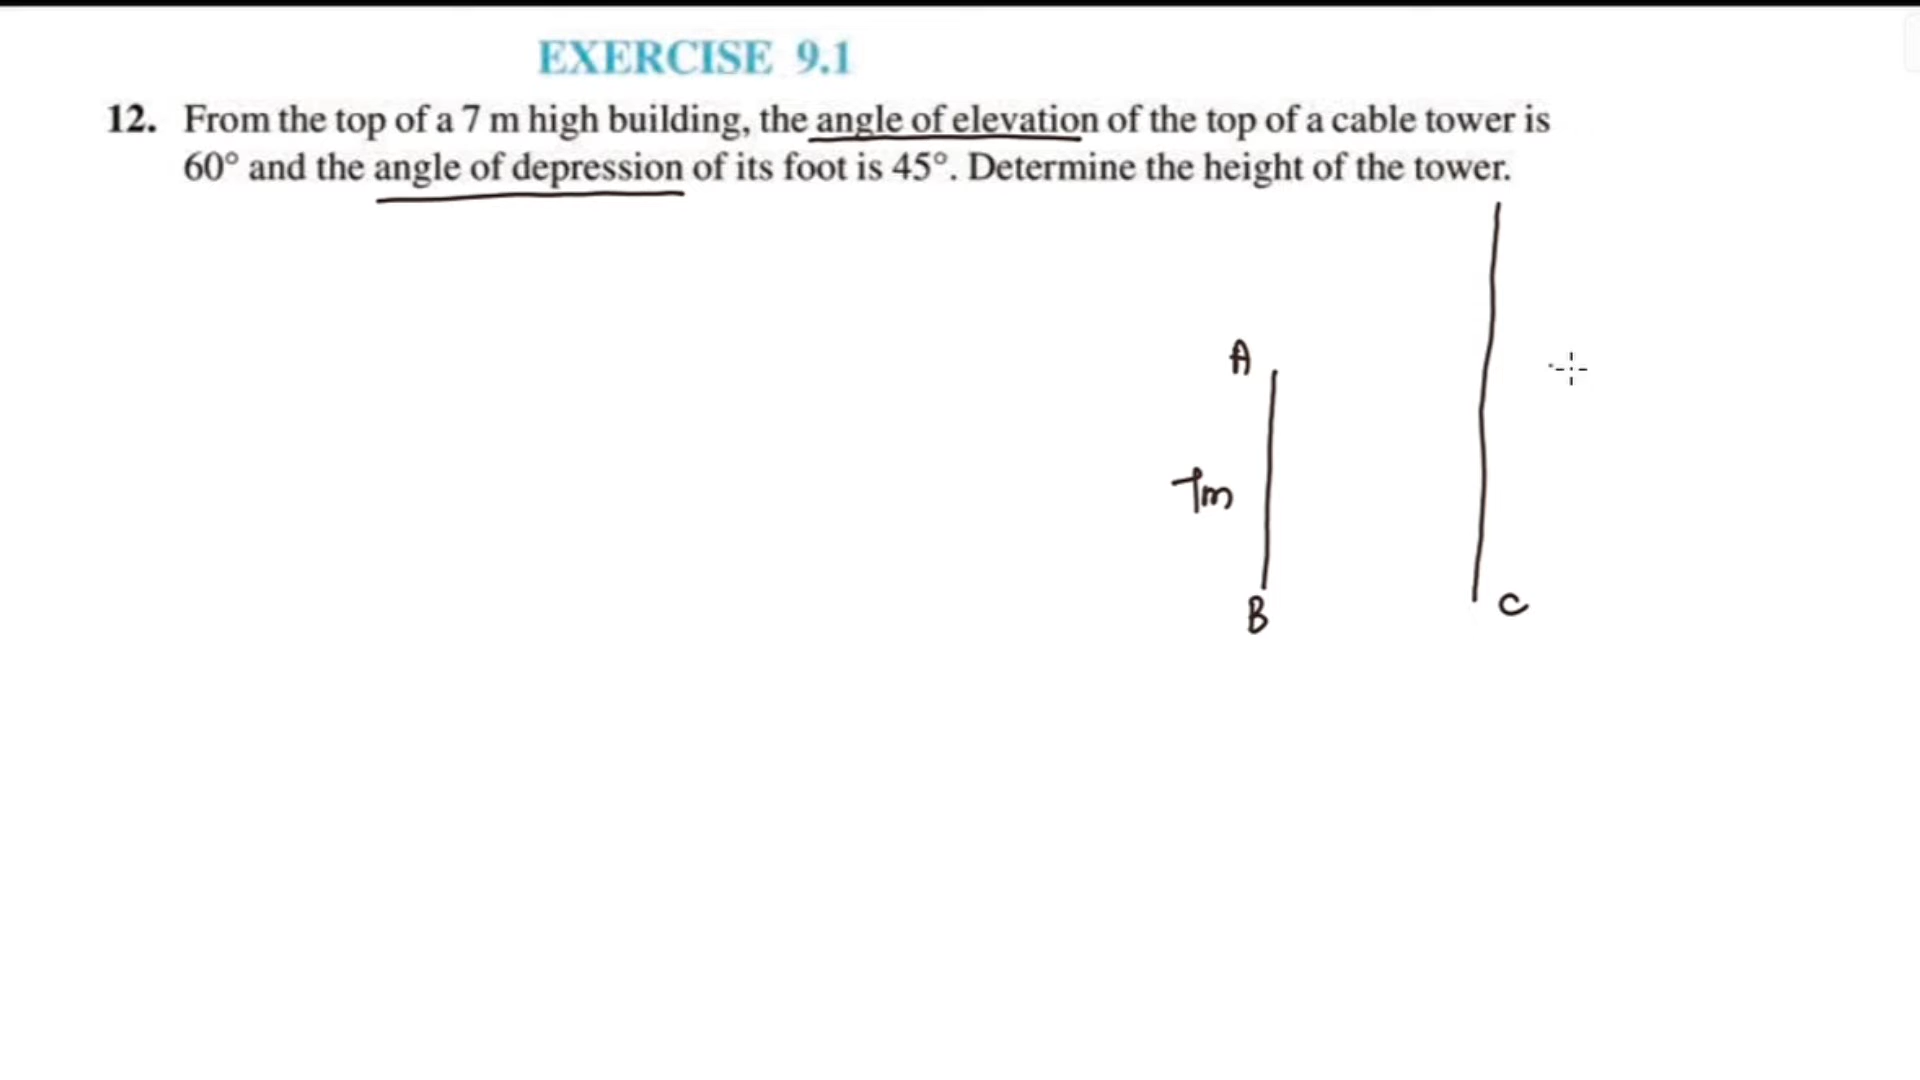 EXERCISE 9.1
12. From the top of a 7 m high building, the angle of elevation of the top of a cable tower is
60° and the angle of depression of its foot is 45°. Determine the height of the tower.
A
7m
B
C